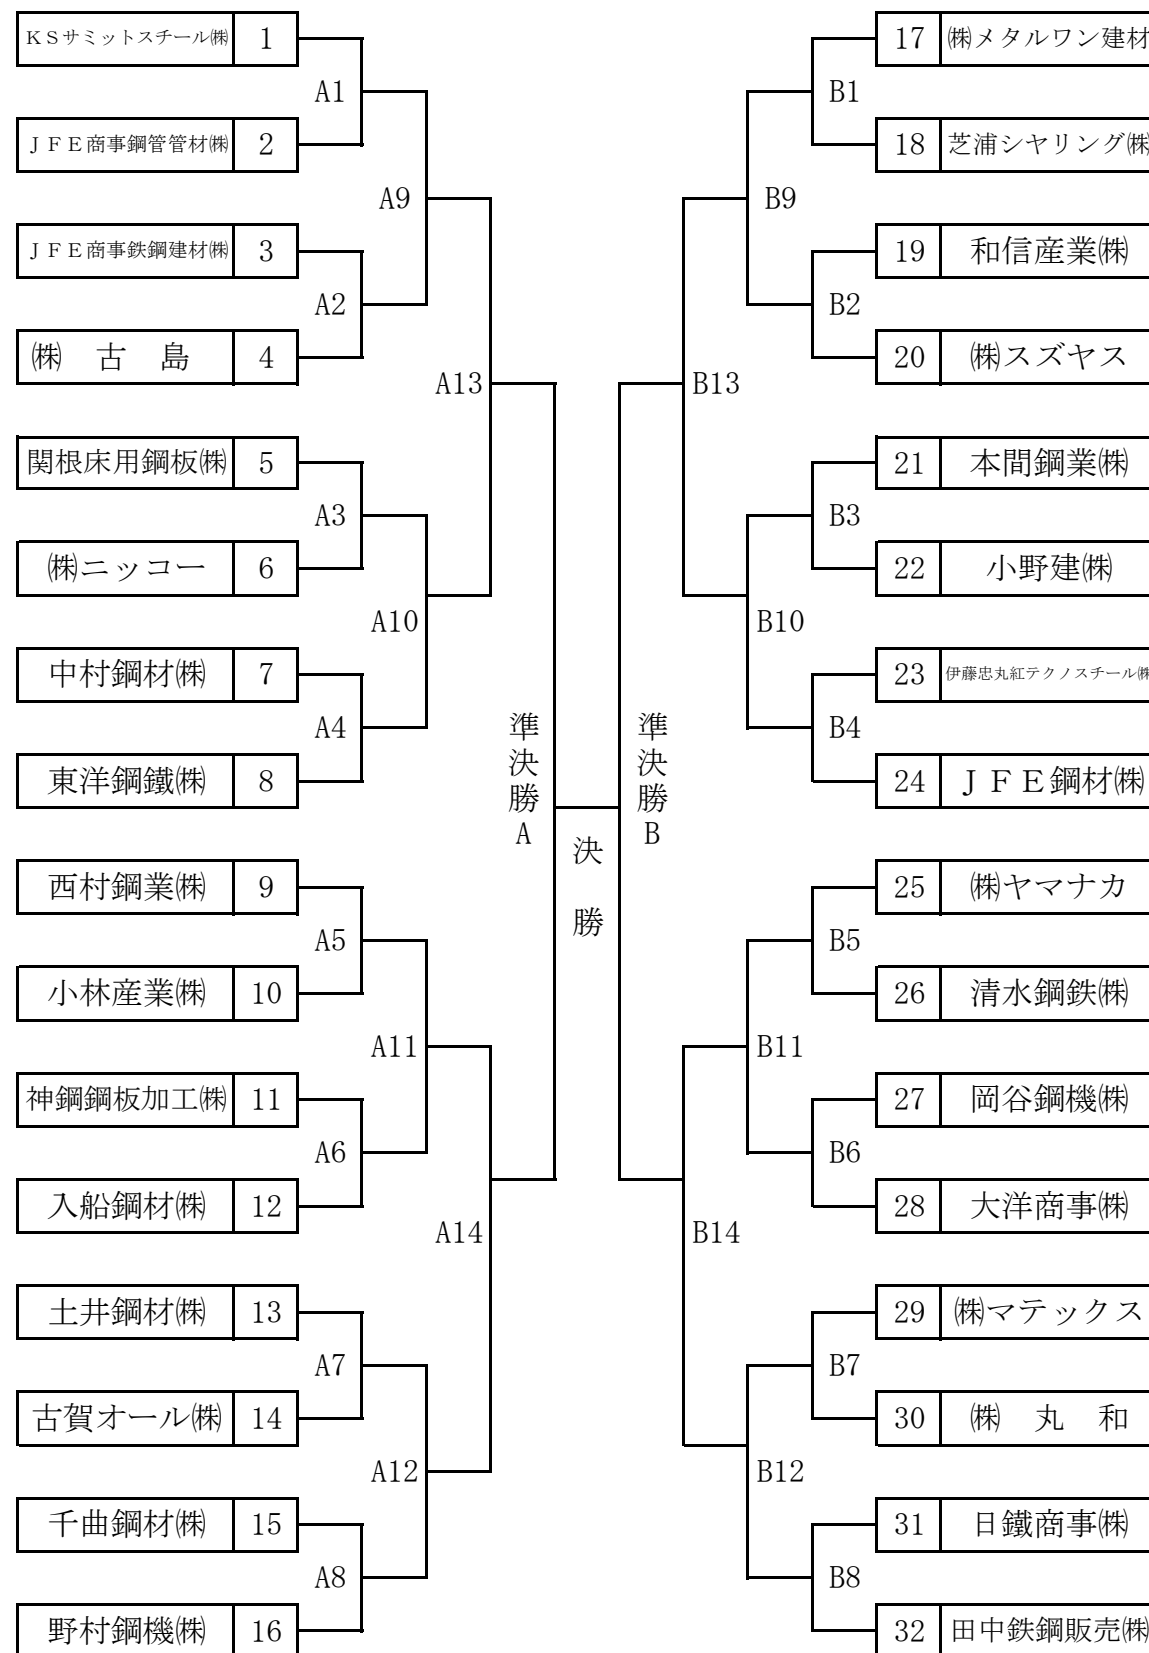 KSサミットスチール㈱ 1
JFE商事鋼管管材㈱ 2
JFE商事鉄鋼建材㈱ 3
㈱ 古 島 4
関根床用鋼板㈱ 5
㈱ニッコー 6
中村鋼材㈱ 7
東洋鋼鐵㈱ 8
西村鋼業㈱ 9
小林産業㈱ 10
神鋼鋼板加工㈱ 11
入船鋼材㈱ 12
土井鋼材㈱ 13
古賀オール㈱ 14
千曲鋼材㈱ 15
野村鋼機㈱ 16
A1
A2
A3
A4
A5
A6
A7
A8
A9
A10
A11
A12
A13
A14
準決勝A
決勝
準決勝B
B13
B14
B9
B10
B11
B12
B1
B2
B3
B4
B5
B6
B7
B8
17 ㈱メタルワン建材
18 芝浦シヤリング㈱
19 和信産業㈱
20 ㈱スズヤス
21 本間鋼業㈱
22 小野建㈱
23 伊藤忠丸紅テクノスチール㈱
24 JFE鋼材㈱
25 ㈱ヤマナカ
26 清水鋼鉄㈱
27 岡谷鋼機㈱
28 大洋商事㈱
29 ㈱マテックス
30 ㈱ 丸 和
31 日鐵商事㈱
32 田中鉄鋼販売㈱